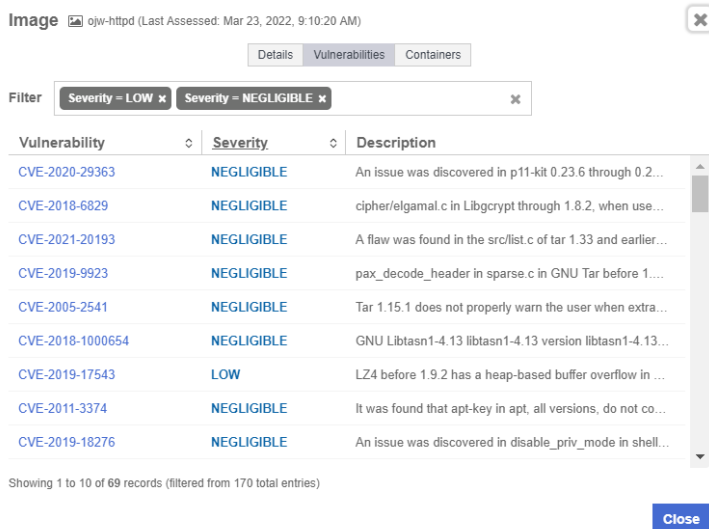 Image ojw-httpd (Last Assessed: Mar 23, 2022, 9:10:20 AM)
Details Vulnerabilities Containers
Filter Severity = LOW × Severity = NEGLIGIBLE ×
Vulnerability Severity Description
CVE-2020-29363 NEGLIGIBLE An issue was discovered in p11-kit 0.23.6 through 0.2...
CVE-2018-6829 NEGLIGIBLE cipher/elgamal.c in Libgcrypt through 1.8.2, when use...
CVE-2021-20193 NEGLIGIBLE A flaw was found in the src/list.c of tar 1.33 and earlier...
CVE-2019-9923 NEGLIGIBLE pax_decode_header in sparse.c in GNU Tar before 1....
CVE-2005-2541 NEGLIGIBLE Tar 1.15.1 does not properly warn the user when extra...
CVE-2018-1000654 NEGLIGIBLE GNU Libtasn1-4.13 libtasn1-4.13 version libtasn1-4.13...
CVE-2019-17543 LOW LZ4 before 1.9.2 has a heap-based buffer overflow in ...
CVE-2011-3374 NEGLIGIBLE It was found that apt-key in apt, all versions, do not co...
CVE-2019-18276 NEGLIGIBLE An issue was discovered in disable_priv_mode in shell...
Showing 1 to 10 of 69 records (filtered from 170 total entries)
Close